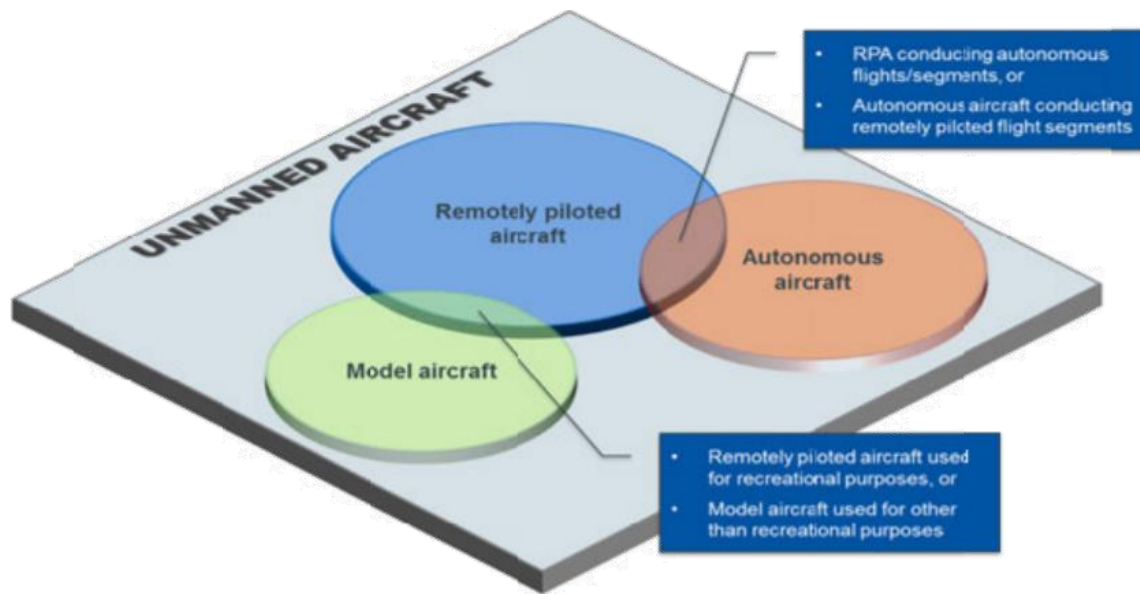 UNMANNED AIRCRAFT
• RPA conducting autonomous
flights/segments, or
• Autonomous aircraft conducting
remotely piloted flight segments
Remotely piloted
aircraft
Autonomous
aircraft
Model aircraft
• Remotely piloted aircraft used
for recreational purposes, or
• Model aircraft used for other
than recreational purposes